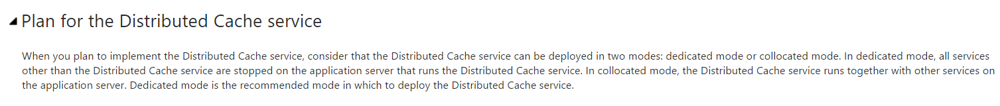 Plan for the Distributed Cache service
When you plan to implement the Distributed Cache service, consider that the Distributed Cache service can be deployed in two modes: dedicated mode or collocated mode. In dedicated mode, all services
other than the Distributed Cache service are stopped on the application server that runs the Distributed Cache service. In collocated mode, the Distributed Cache service runs together with other services on
the application server. Dedicated mode is the recommended mode in which to deploy the Distributed Cache service.